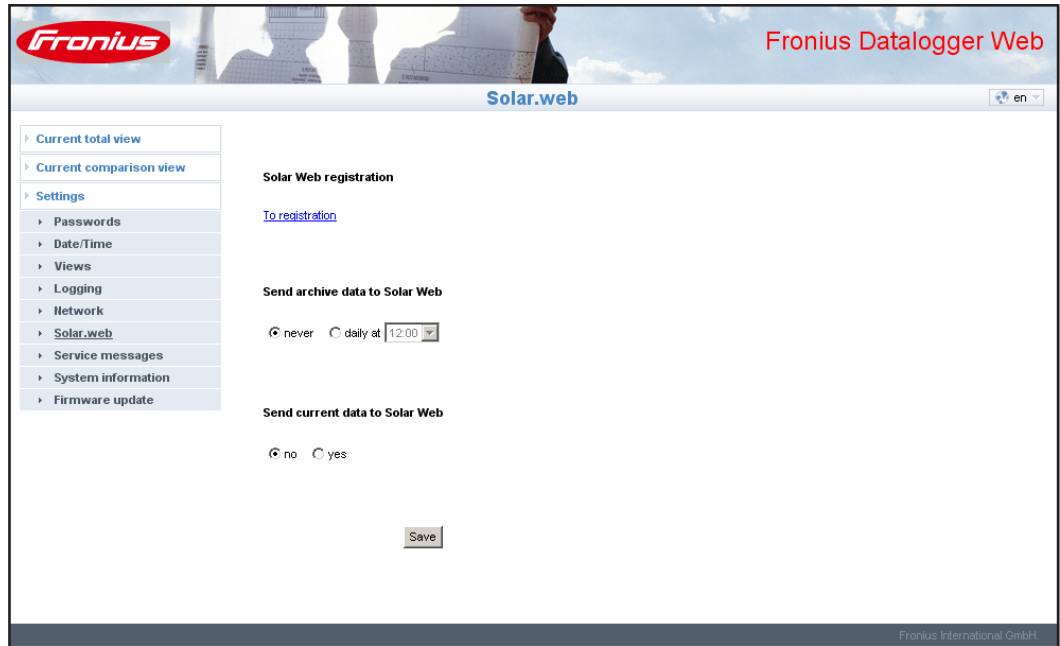 Fronius
Fronius Datalogger Web
Solar.web
en
Current total view
Current comparison view
Settings
Passwords
Date/Time
Views
Logging
Network
Solar.web
Service messages
System information
Firmware update
Solar Web registration
To registration
Send archive data to Solar Web
never daily at 12:00
Send current data to Solar Web
no yes
Save
Fronius International GmbH.